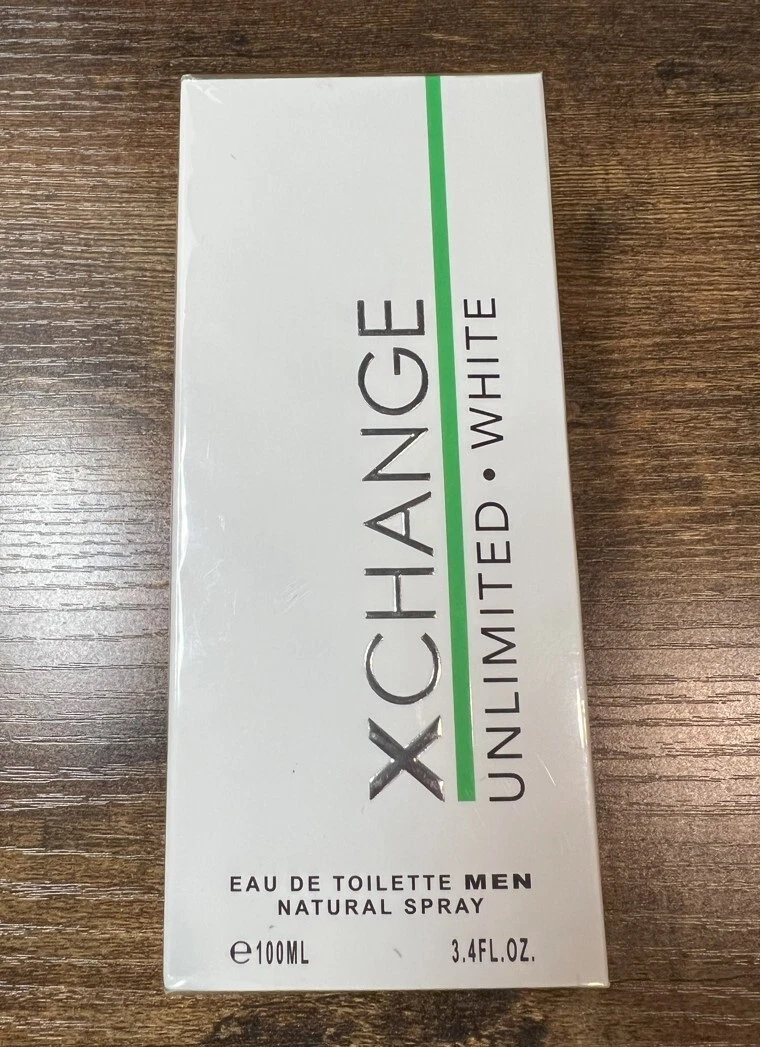 XCHANGE
UNLIMITED • WHITE
EAU DE TOILETTE MEN
NATURAL SPRAY
℮100ML 3.4FL.OZ.